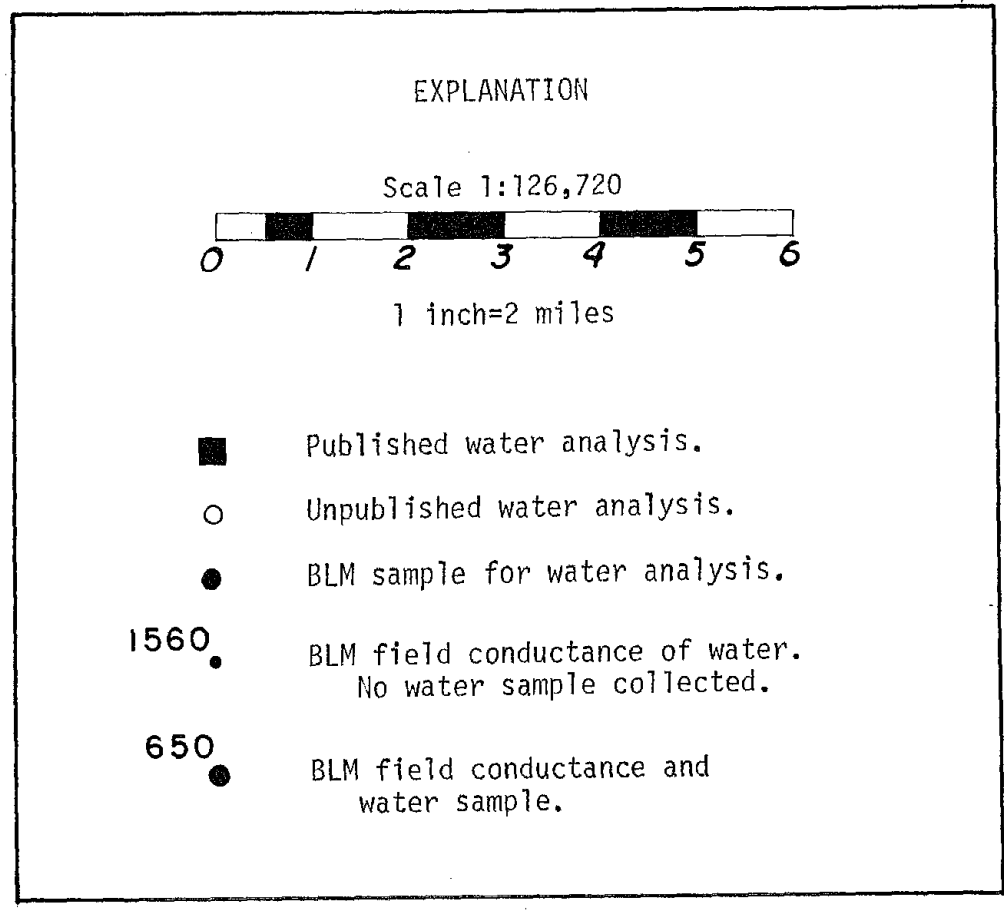 EXPLANATION
Scale 1:126,720
0 1 2 3 4 5 6
1 inch=2 miles
Published water analysis.
Unpublished water analysis.
BLM sample for water analysis.
1560
BLM field conductance of water.
No water sample collected.
650
BLM field conductance and
water sample.